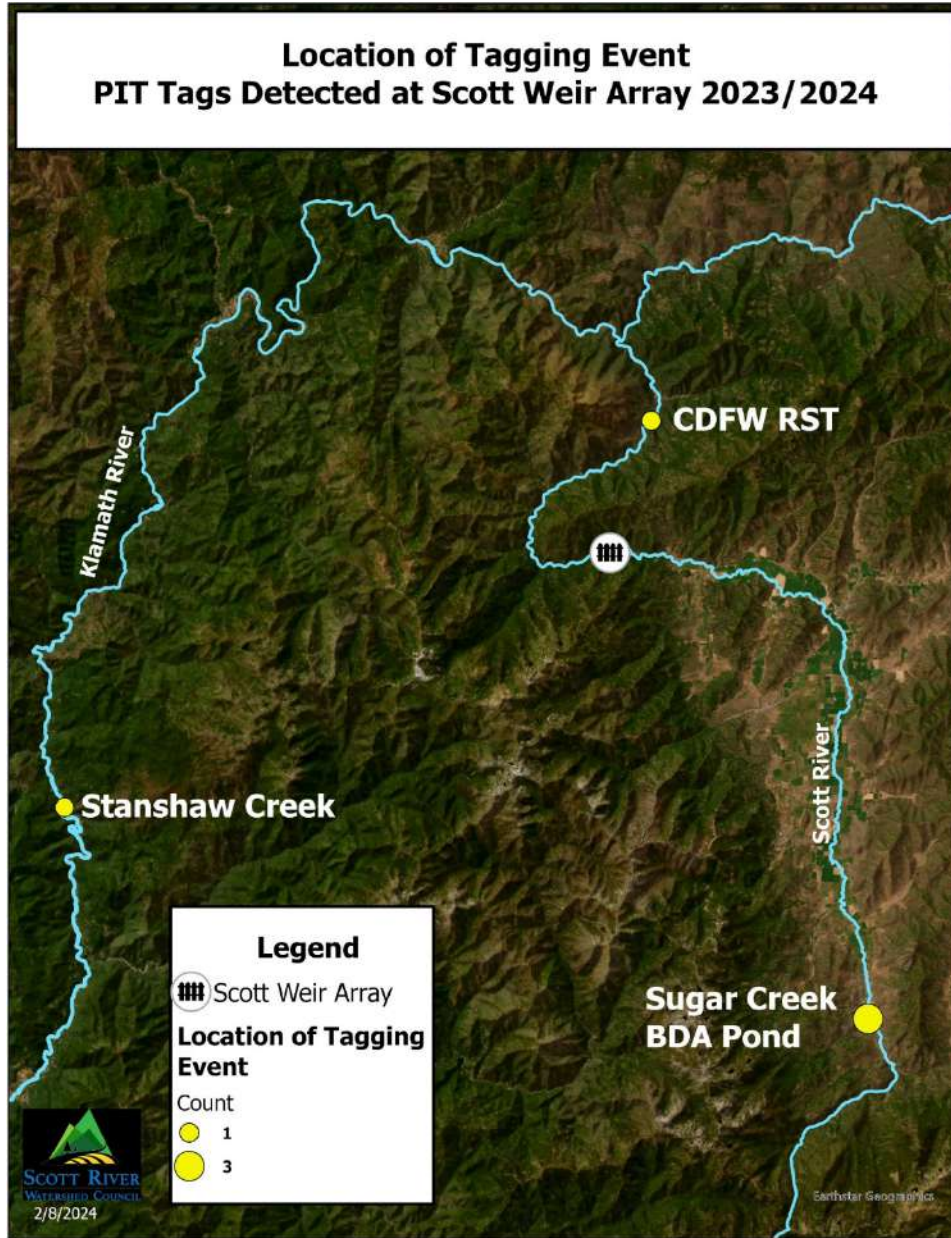 Location of Tagging Event
PIT Tags Detected at Scott Weir Array 2023/2024
CDFW RST
Klamath River
Scott River
Stanshaw Creek
Sugar Creek
BDA Pond
Legend
Scott Weir Array
Location of Tagging
Event
Count
1
3
SCOTT RIVER
WATERSHED COUNCIL
2/8/2024
Earthstar Geographics